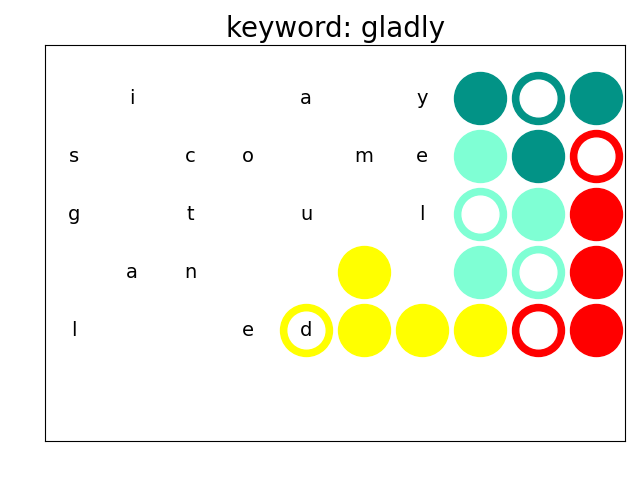 keyword: gladly
i a y
s c o m e
g t u l
a n
l e d